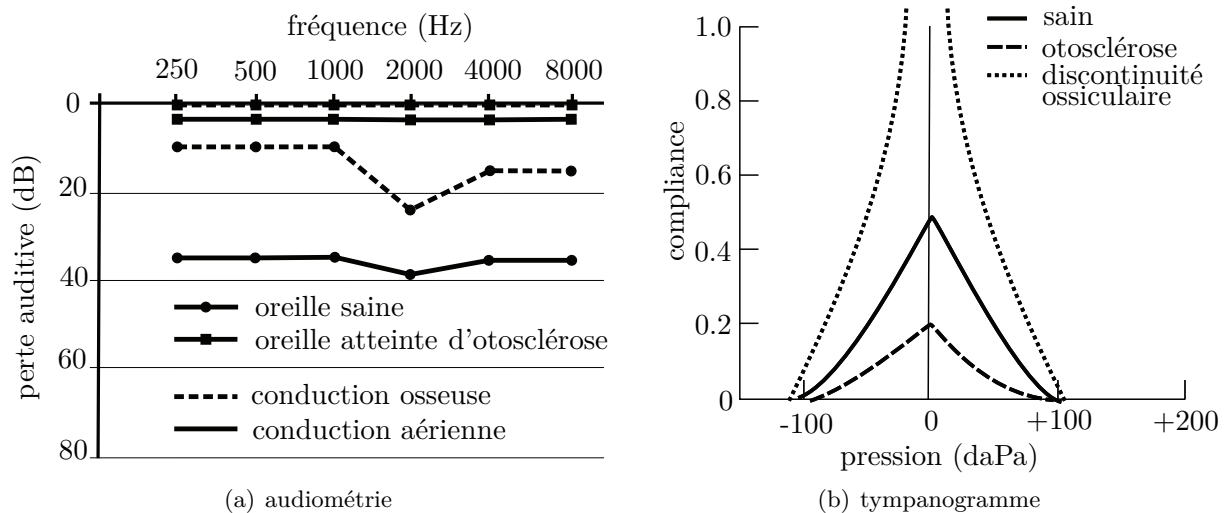 fréquence (Hz)
250 500 1000 2000 4000 8000
0
20
40
60
80
perte auditive (dB)
oreille saine
oreille atteinte d'otosclérose
conduction osseuse
conduction aérienne
(a) audiométrie
sain
otosclérose
discontinuité
ossiculaire
1.0
0.8
0.6
0.4
0.2
0
compliance
-100 0 +100 +200
pression (daPa)
(b) tympanogramme